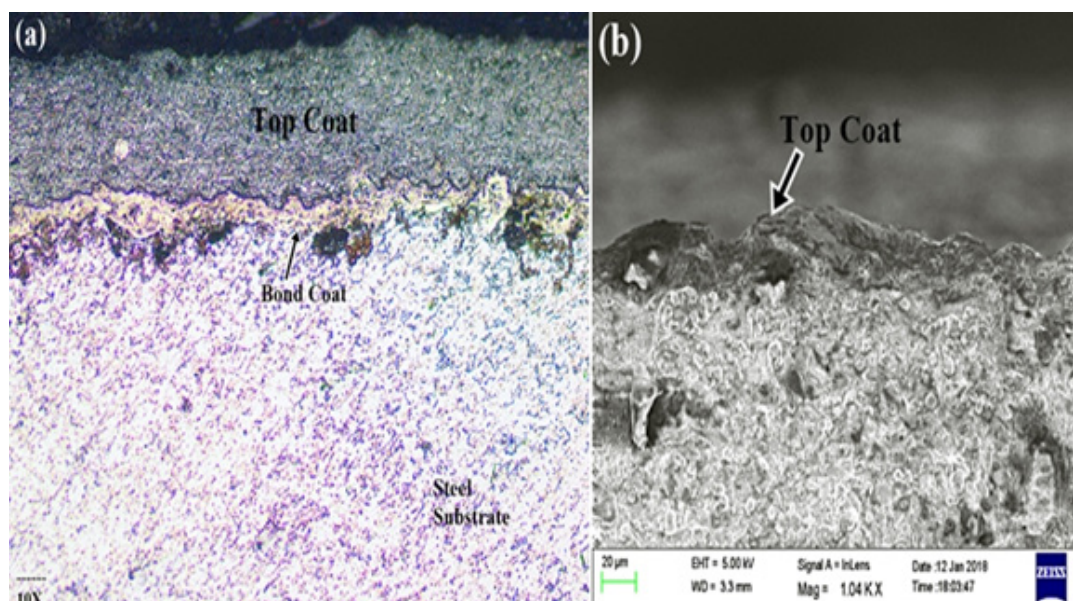 (a)
Top Coat
Bond Coat
Steel
Substrate
10X
(b)
Top Coat
20 µm
EHT = 5.00 kV
WD = 3.3 mm
Signal A = InLens
Mag = 1.04 K X
Date :12 Jan 2018
Time :18:03:47
ZEISS